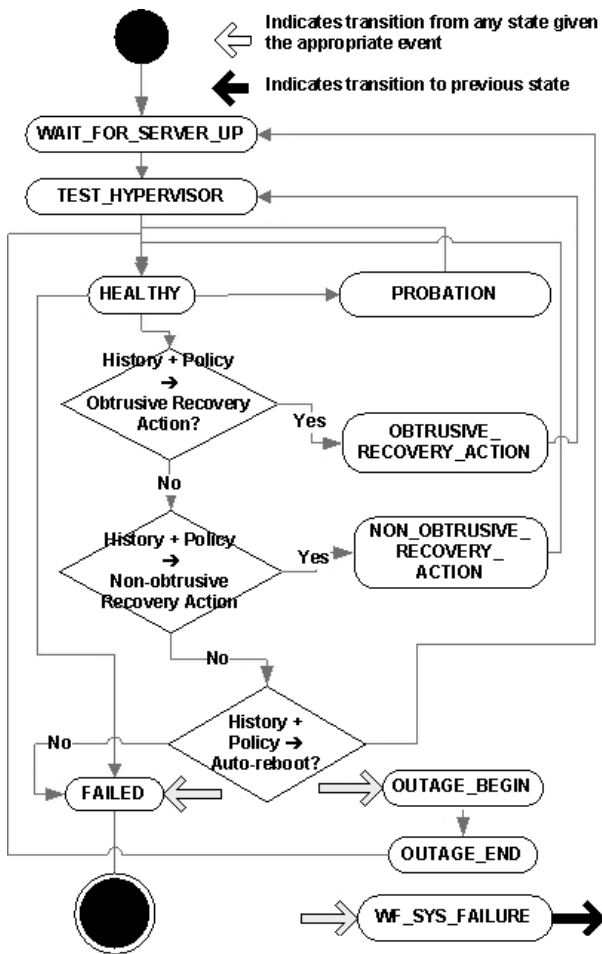 Indicates transition from any state given
the appropriate event
Indicates transition to previous state
WAIT_FOR_SERVER_UP
TEST_HYPERVISOR
HEALTHY
PROBATION
History + Policy
➔
Obtrusive Recovery
Action?
Yes
OBTRUSIVE_
RECOVERY_ACTION
No
History + Policy
➔
Non-obtrusive
Recovery Action
Yes
NON_OBTRUSIVE_
RECOVERY_
ACTION
No
History +
Policy ➔
Auto-reboot?
No
FAILED
OUTAGE_BEGIN
OUTAGE_END
WF_SYS_FAILURE